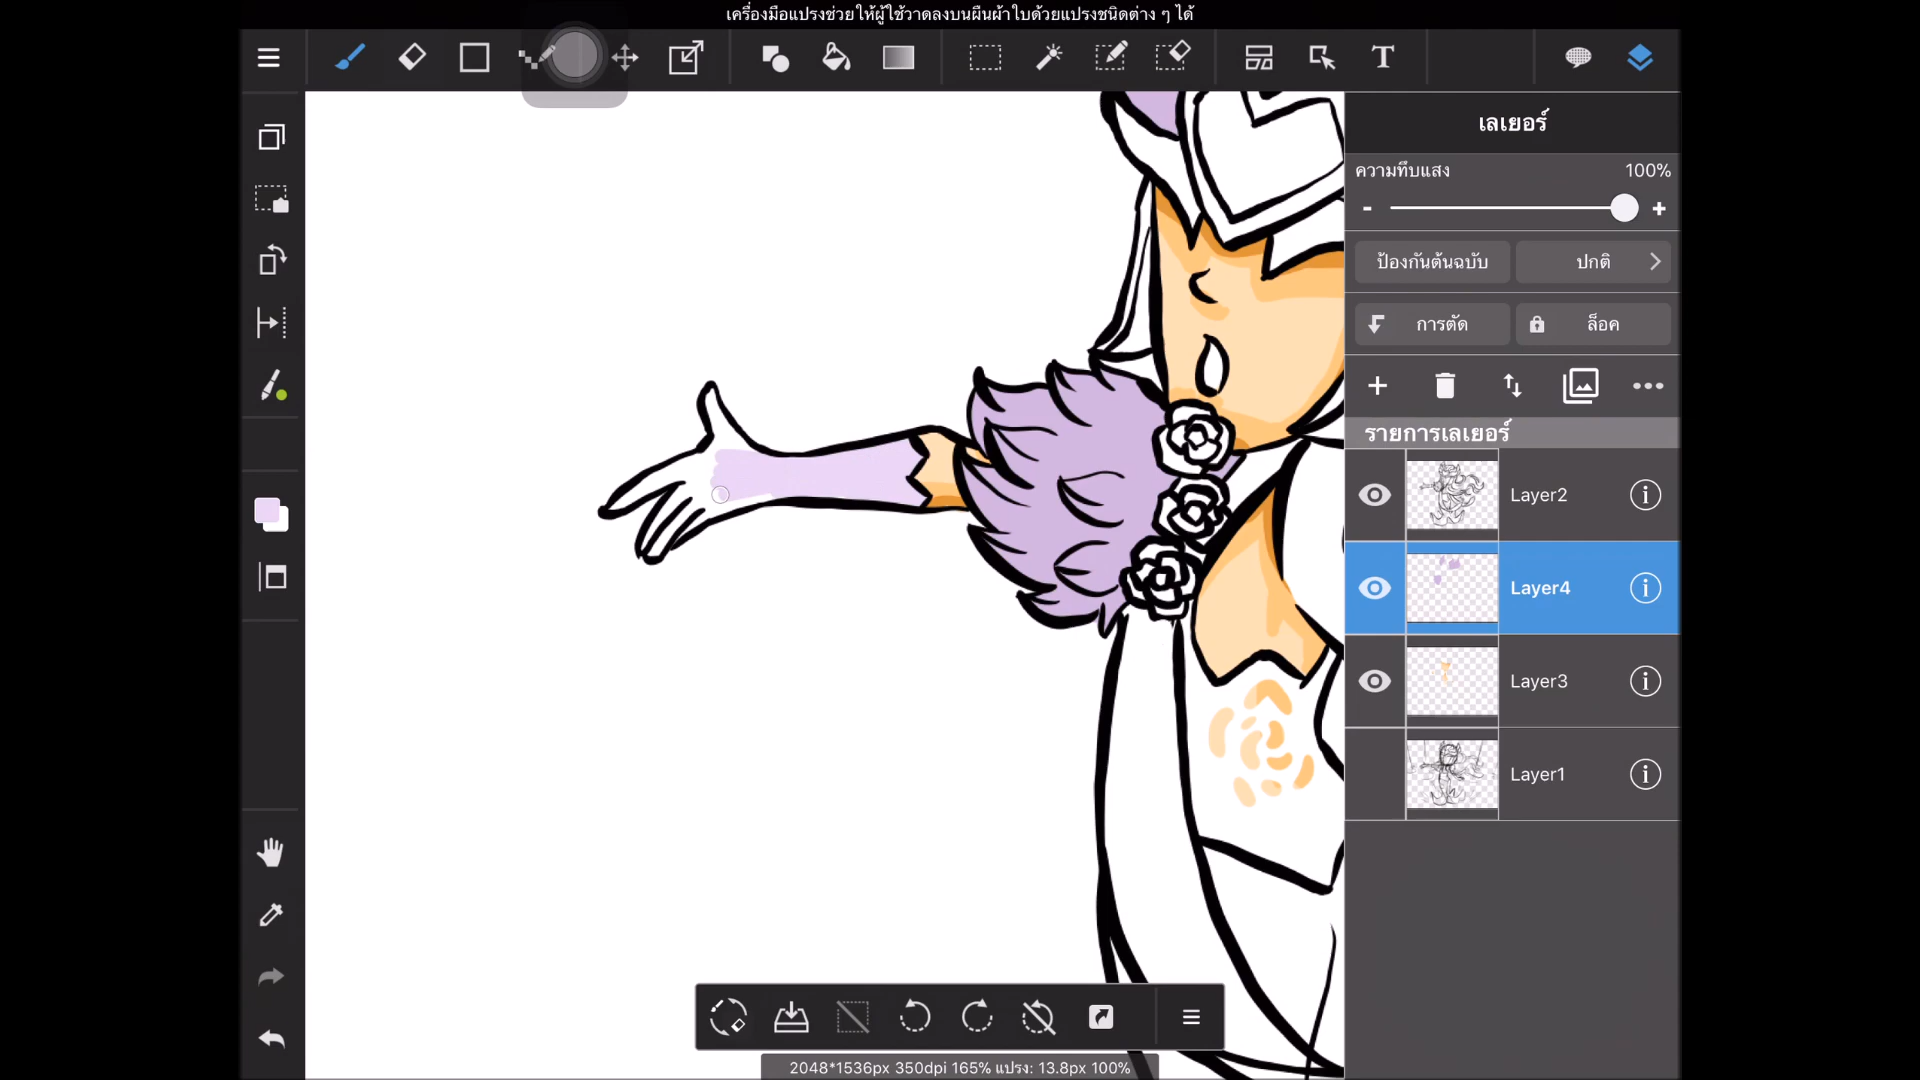 เครื่องมือแปรงช่วยให้ผู้ใช้วาดลงบนผืนผ้าใบด้วยแปรงชนิดต่าง ๆ ได้
T
เลเยอร์
ความทึบแสง 100%
- +
ป้องกันต้นฉบับ ปกติ
การตัด ล็อค
รายการเลเยอร์
Layer2
Layer4
Layer3
Layer1
2048*1536px 350dpi 165% แปรง: 13.8px 100%